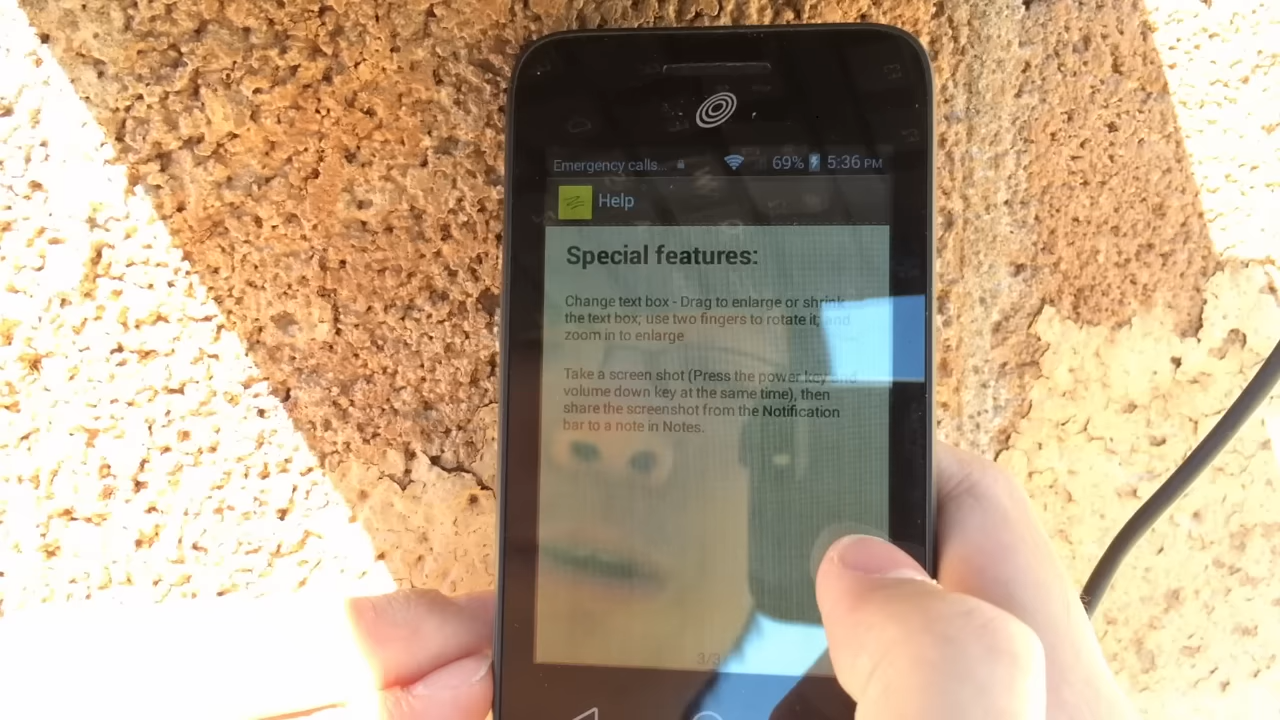 Emergency calls... 69% 5:36 PM
Help
Special features:
Change text box - Drag to enlarge or shrink
the text box; use two fingers to rotate it; and
zoom in to enlarge
Take a screen shot (Press the power key and
volume down key at the same time), then
share the screenshot from the Notification
bar to a note in Notes.
3/3